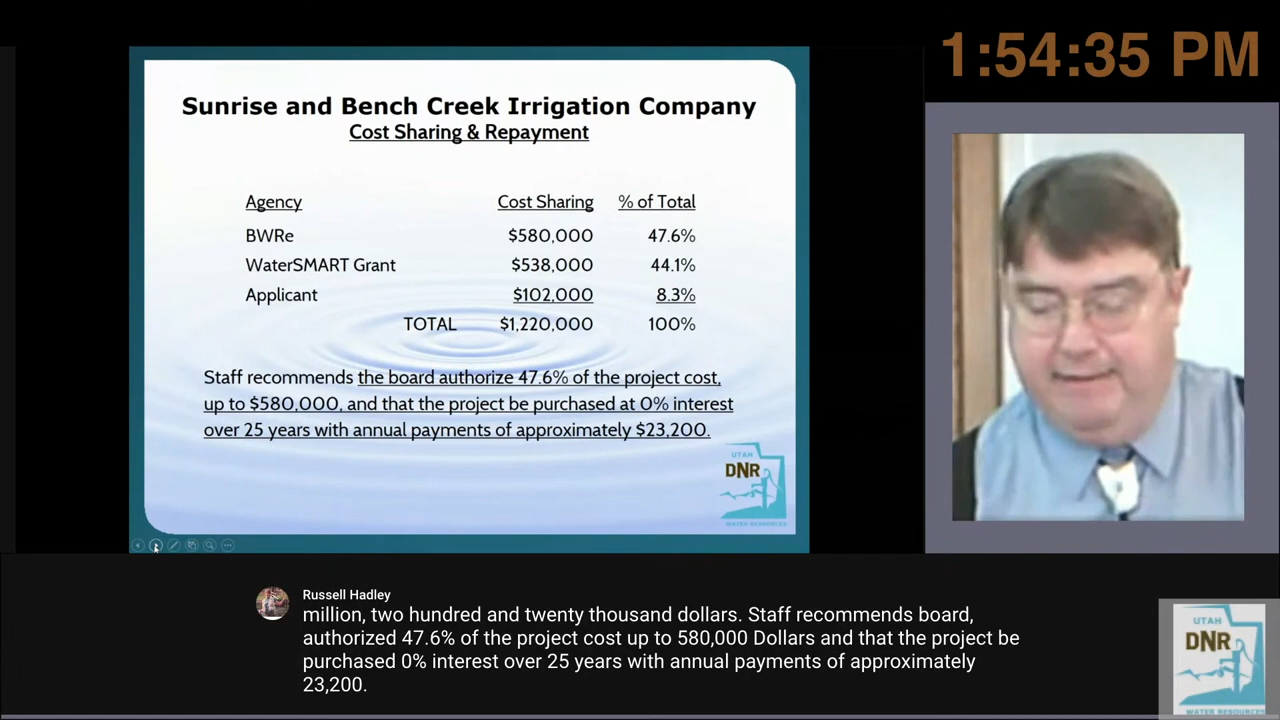 1:54:35 PM
Sunrise and Bench Creek Irrigation Company
Cost Sharing & Repayment
Agency Cost Sharing % of Total
BWRe $580,000 47.6%
WaterSMART Grant $538,000 44.1%
Applicant $102,000 8.3%
TOTAL $1,220,000 100%
Staff recommends the board authorize 47.6% of the project cost,
up to $580,000, and that the project be purchased at 0% interest
over 25 years with annual payments of approximately $23,200.
UTAH
DNR
WATER RESOURCES
Russell Hadley
million, two hundred and twenty thousand dollars. Staff recommends board,
authorized 47.6% of the project cost up to 580,000 Dollars and that the project be
purchased 0% interest over 25 years with annual payments of approximately
23,200.
UTAH
DNR
WATER RESOURCES